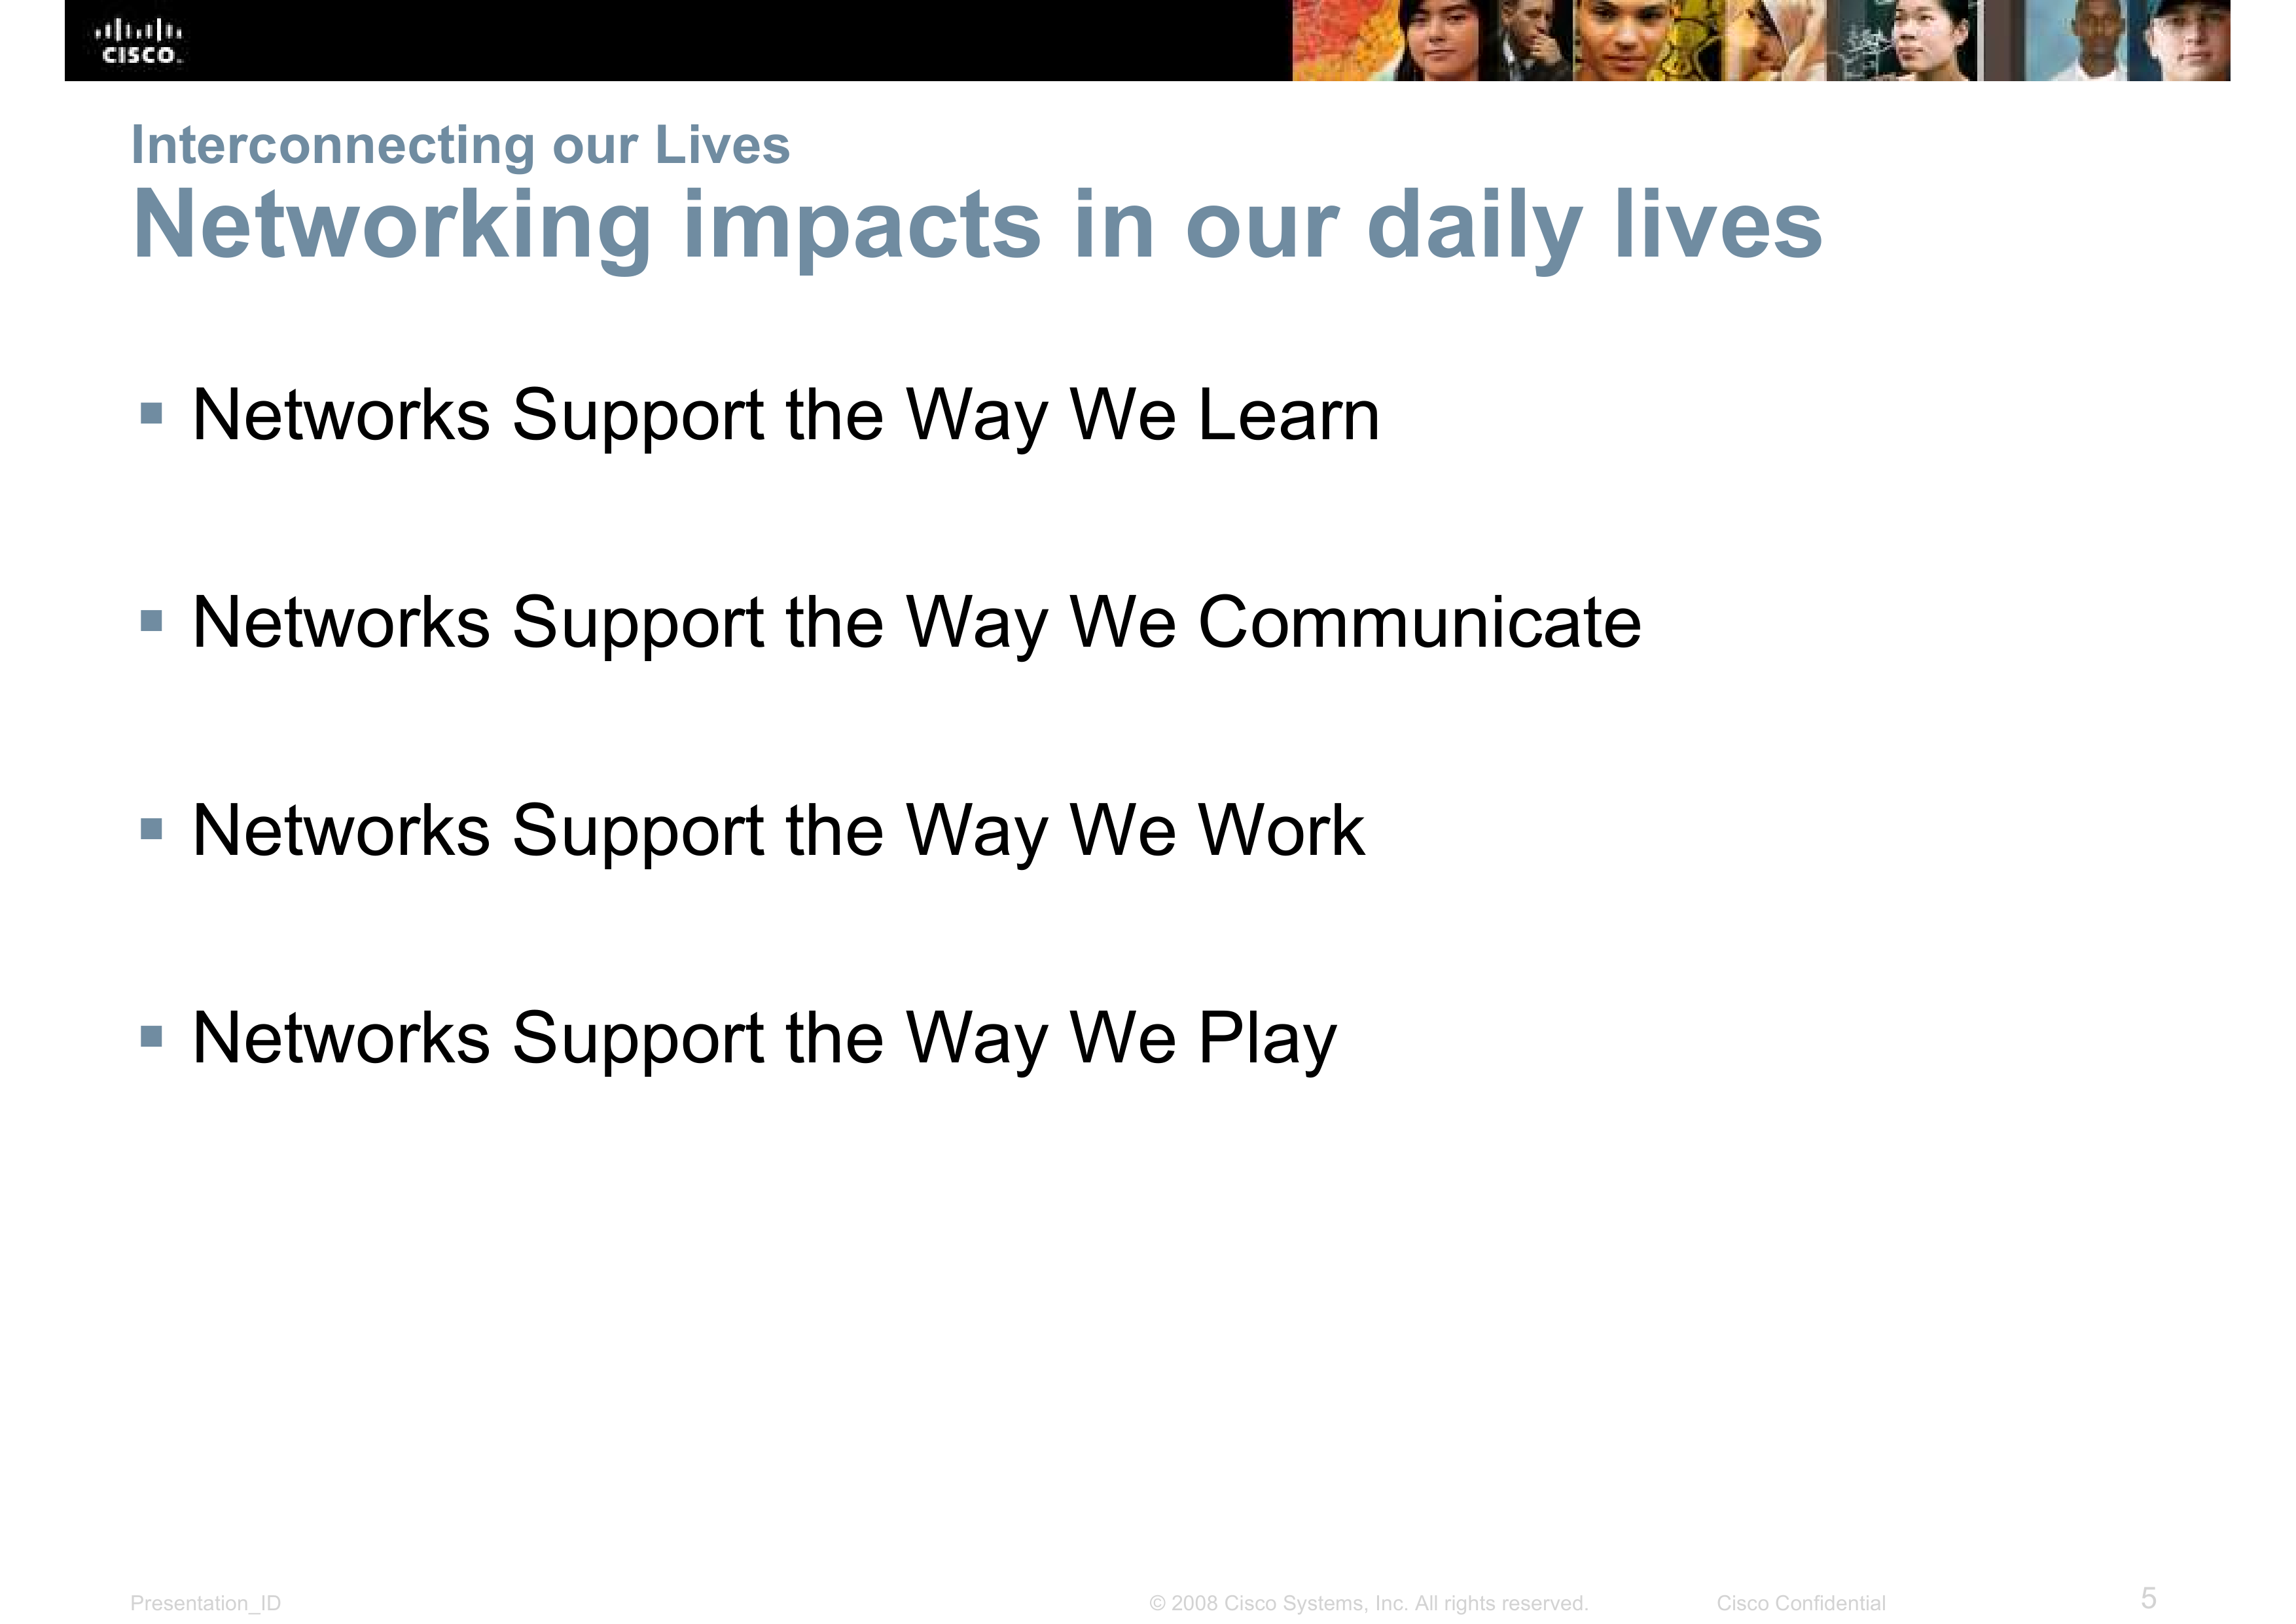 CISCO
Interconnecting our Lives
Networking impacts in our daily lives
Networks Support the Way We Learn
Networks Support the Way We Communicate
Networks Support the Way We Work
Networks Support the Way We Play
Presentation_ID
© 2008 Cisco Systems, Inc. All rights reserved.
Cisco Confidential
5